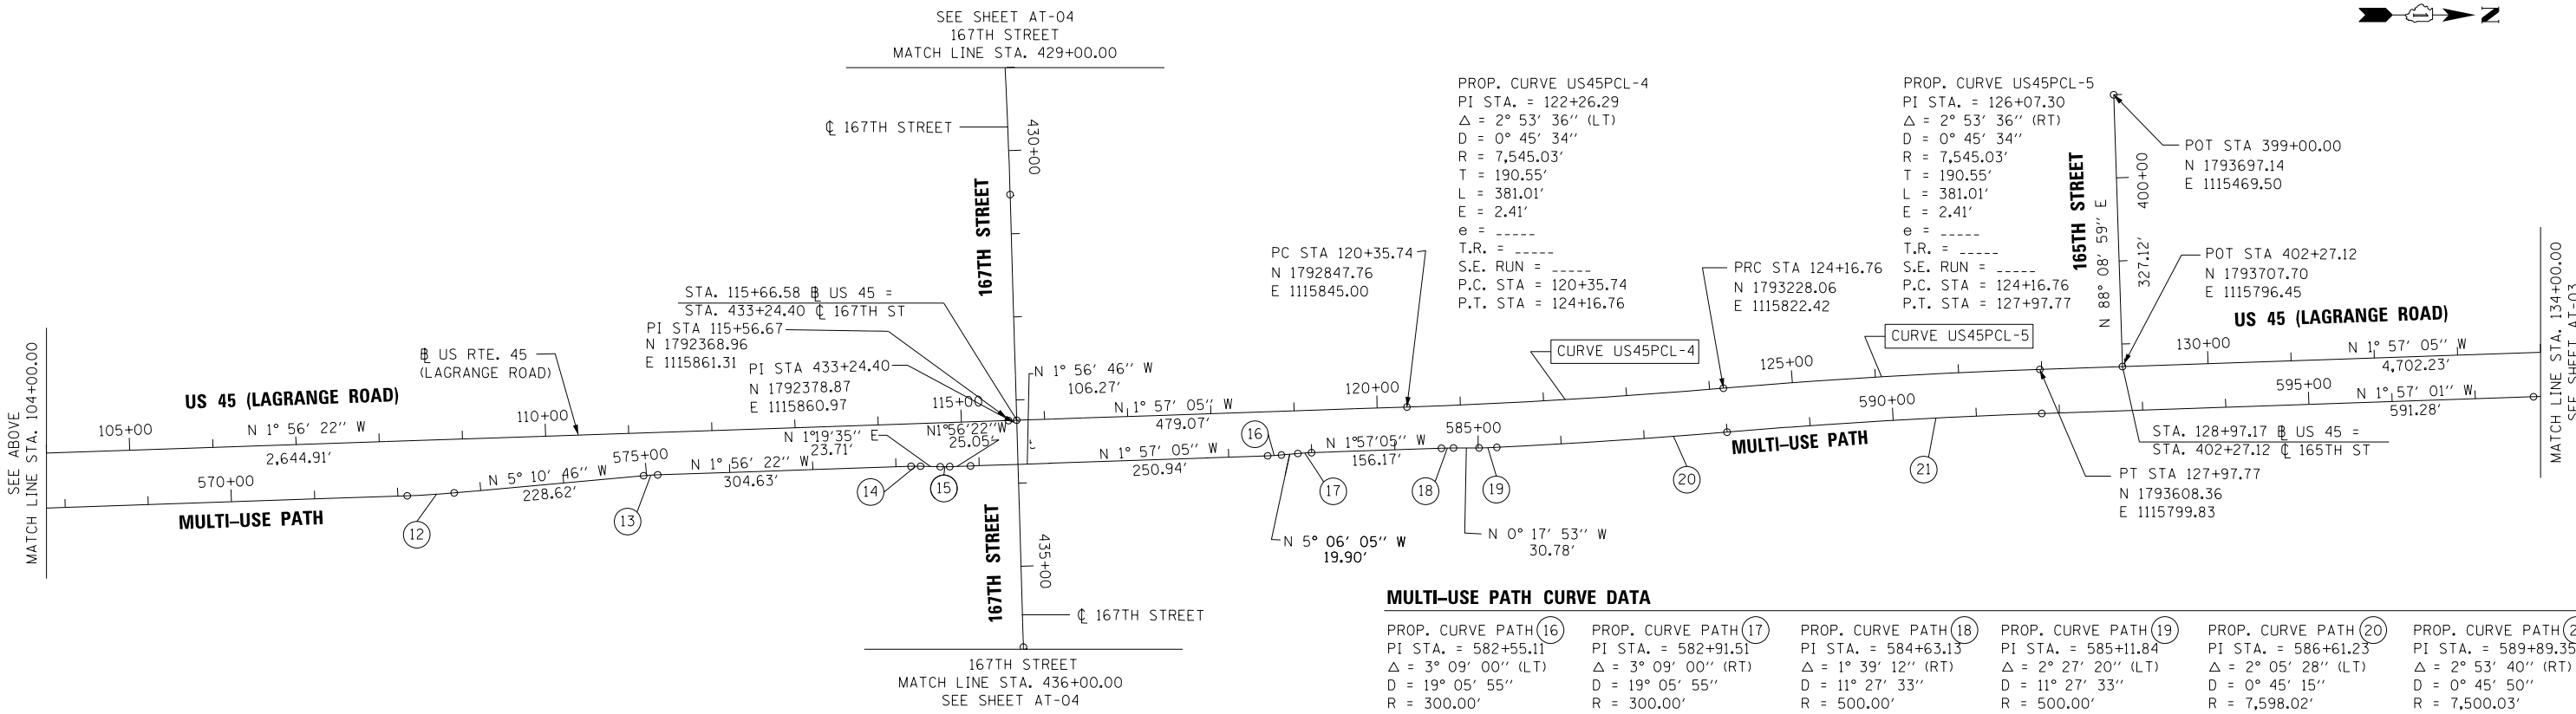 SEE SHEET AT-04
167TH STREET
MATCH LINE STA. 429+00.00
N
℄ 167TH STREET
430+00
167TH STREET
PROP. CURVE US45PCL-4
PI STA. = 122+26.29
△ = 2° 53' 36'' (LT)
D = 0° 45' 34''
R = 7,545.03'
T = 190.55'
L = 381.01'
E = 2.41'
e = _____
T.R. = _____
S.E. RUN = _____
P.C. STA = 120+35.74
P.T. STA = 124+16.76
PROP. CURVE US45PCL-5
PI STA. = 126+07.30
△ = 2° 53' 36'' (RT)
D = 0° 45' 34''
R = 7,545.03'
T = 190.55'
L = 381.01'
E = 2.41'
e = _____
T.R. = _____
S.E. RUN = _____
P.C. STA = 124+16.76
P.T. STA = 127+97.77
165TH STREET
N 88° 08' 59'' E
327.12'
400+00
POT STA 399+00.00
N 1793697.14
E 1115469.50
POT STA 402+27.12
N 1793707.70
E 1115796.45
PC STA 120+35.74
N 1792847.76
E 1115845.00
PRC STA 124+16.76
N 1793228.06
E 1115822.42
STA. 115+66.58 B̲L US 45 =
STA. 433+24.40 ℄ 167TH ST
PI STA 115+56.67
N 1792368.96
E 1115861.31
PI STA 433+24.40
N 1792378.87
E 1115860.97
SEE ABOVE
MATCH LINE STA. 104+00.00
B̲L US RTE. 45
(LAGRANGE ROAD)
US 45 (LAGRANGE ROAD)
105+00
N 1° 56' 22'' W
2,644.91'
110+00
115+00
N 1° 56' 46'' W
106.27'
N 1° 57' 05'' W
479.07'
120+00
CURVE US45PCL-4
125+00
CURVE US45PCL-5
130+00
US 45 (LAGRANGE ROAD)
N 1° 57' 05'' W
4,702.23'
MATCH LINE STA. 134+00.00
SEE SHEET AT-03
570+00
MULTI-USE PATH
12
N 5° 10' 46'' W
228.62'
575+00
13
N 1° 56' 22'' W
304.63'
N 1°19'35'' E
23.71'
14
15
N1°56'22''W
25.05'
N 1° 57' 05'' W
250.94'
16
17
N 5° 06' 05'' W
19.90'
N 1°57'05'' W
156.17'
18
585+00
19
N 0° 17' 53'' W
30.78'
20
MULTI-USE PATH
590+00
21
595+00
N 1° 57' 01'' W
591.28'
STA. 128+97.17 B̲L US 45 =
STA. 402+27.12 ℄ 165TH ST
PT STA 127+97.77
N 1793608.36
E 1115799.83
167TH STREET
435+00
℄ 167TH STREET
167TH STREET
MATCH LINE STA. 436+00.00
SEE SHEET AT-04
MULTI-USE PATH CURVE DATA
PROP. CURVE PATH 16
PI STA. = 582+55.11
△ = 3° 09' 00'' (LT)
D = 19° 05' 55''
R = 300.00'
PROP. CURVE PATH 17
PI STA. = 582+91.51
△ = 3° 09' 00'' (RT)
D = 19° 05' 55''
R = 300.00'
PROP. CURVE PATH 18
PI STA. = 584+63.13
△ = 1° 39' 12'' (RT)
D = 11° 27' 33''
R = 500.00'
PROP. CURVE PATH 19
PI STA. = 585+11.84
△ = 2° 27' 20'' (LT)
D = 11° 27' 33''
R = 500.00'
PROP. CURVE PATH 20
PI STA. = 586+61.23
△ = 2° 05' 28'' (LT)
D = 0° 45' 15''
R = 7,598.02'
PROP. CURVE PATH 2
PI STA. = 589+89.35
△ = 2° 53' 40'' (RT)
D = 0° 45' 50''
R = 7,500.03'